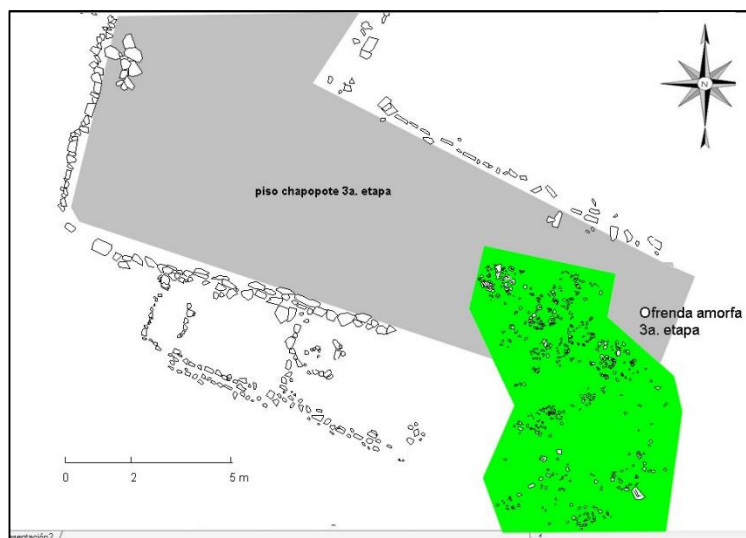 N
piso chapopote 3a. etapa
Ofrenda amorfa
3a. etapa
0 2 5 m